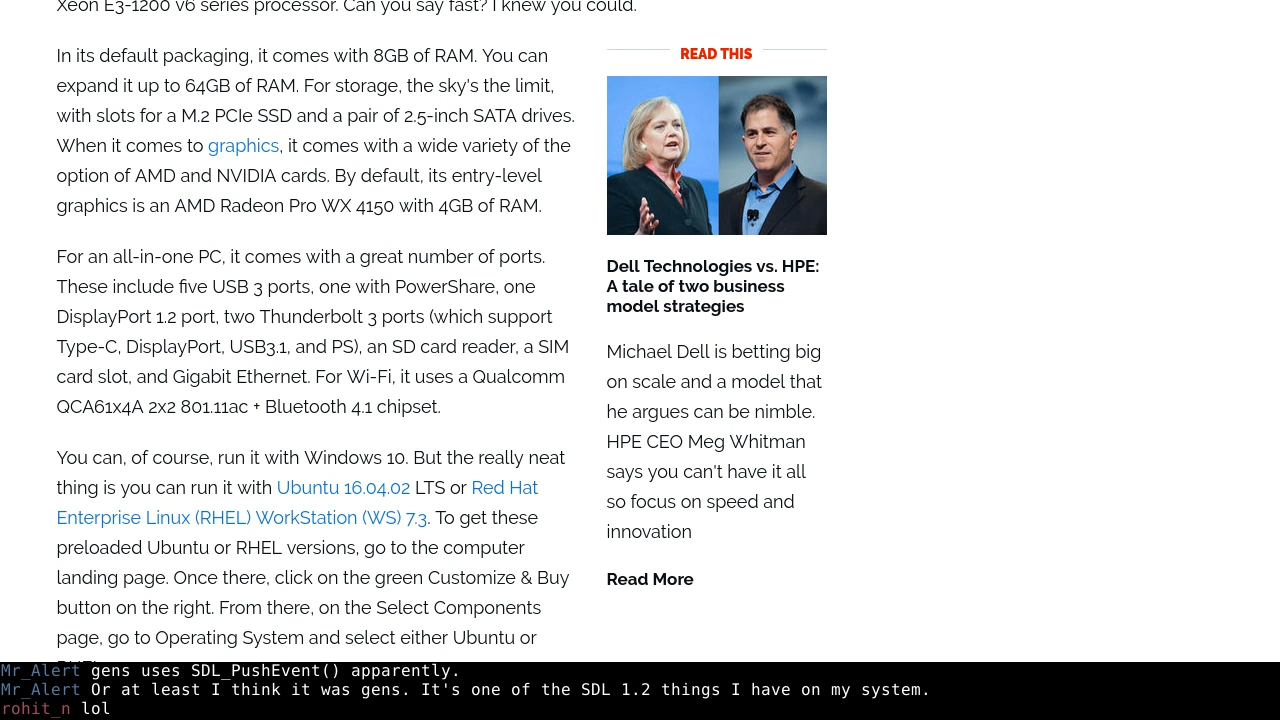 Xeon E3-1200 v6 series processor. Can you say fast? I knew you could.
In its default packaging, it comes with 8GB of RAM. You can
expand it up to 64GB of RAM. For storage, the sky's the limit,
with slots for a M.2 PCIe SSD and a pair of 2.5-inch SATA drives.
When it comes to graphics, it comes with a wide variety of the
option of AMD and NVIDIA cards. By default, its entry-level
graphics is an AMD Radeon Pro WX 4150 with 4GB of RAM.
For an all-in-one PC, it comes with a great number of ports.
These include five USB 3 ports, one with PowerShare, one
DisplayPort 1.2 port, two Thunderbolt 3 ports (which support
Type-C, DisplayPort, USB3.1, and PS), an SD card reader, a SIM
card slot, and Gigabit Ethernet. For Wi-Fi, it uses a Qualcomm
QCA61x4A 2x2 801.11ac + Bluetooth 4.1 chipset.
You can, of course, run it with Windows 10. But the really neat
thing is you can run it with Ubuntu 16.04.02 LTS or Red Hat
Enterprise Linux (RHEL) WorkStation (WS) 7.3. To get these
preloaded Ubuntu or RHEL versions, go to the computer
landing page. Once there, click on the green Customize & Buy
button on the right. From there, on the Select Components
page, go to Operating System and select either Ubuntu or
READ THIS
Dell Technologies vs. HPE:
A tale of two business
model strategies
Michael Dell is betting big
on scale and a model that
he argues can be nimble.
HPE CEO Meg Whitman
says you can't have it all
so focus on speed and
innovation
Read More
Mr_Alert gens uses SDL_PushEvent() apparently.
Mr_Alert Or at least I think it was gens. It's one of the SDL 1.2 things I have on my system.
rohit_n lol